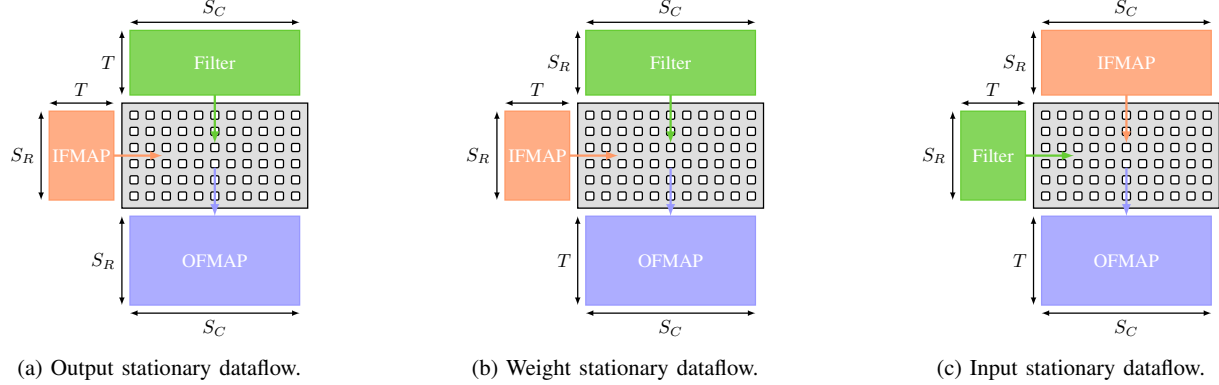 S_C
T
Filter
T
S_R
IFMAP
S_R
OFMAP
S_C
(a) Output stationary dataflow.
S_C
S_R
Filter
T
S_R
IFMAP
T
OFMAP
S_C
(b) Weight stationary dataflow.
S_C
S_R
IFMAP
T
S_R
Filter
T
OFMAP
S_C
(c) Input stationary dataflow.